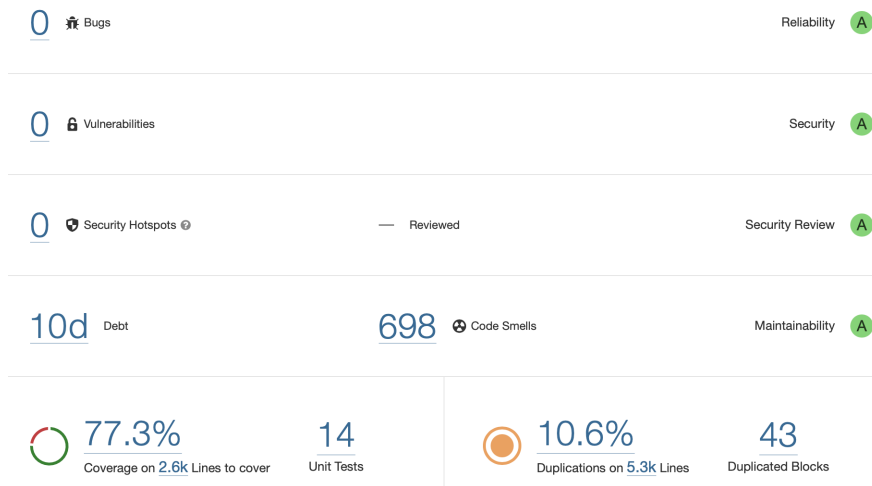 0 Bugs Reliability A
0 Vulnerabilities Security A
0 Security Hotspots ? — Reviewed Security Review A
10d Debt 698 Code Smells Maintainability A
77.3% 14 10.6% 43
Coverage on 2.6k Lines to cover Unit Tests Duplications on 5.3k Lines Duplicated Blocks